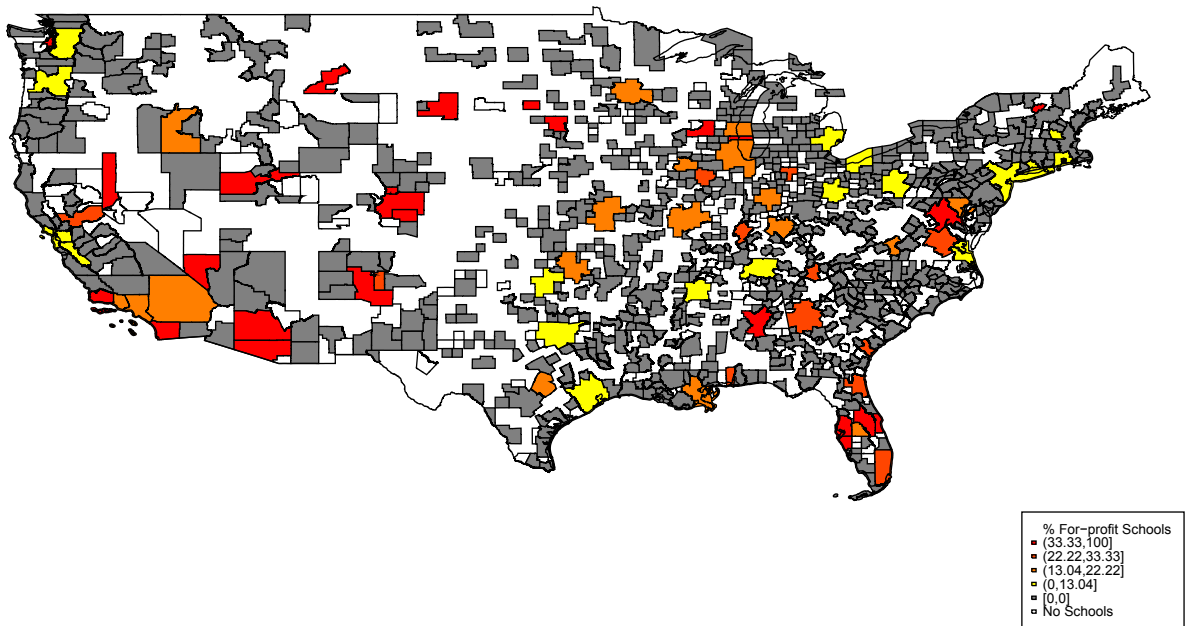 % For−profit Schools
(33.33,100]
(22.22,33.33]
(13.04,22.22]
(0,13.04]
[0,0]
No Schools